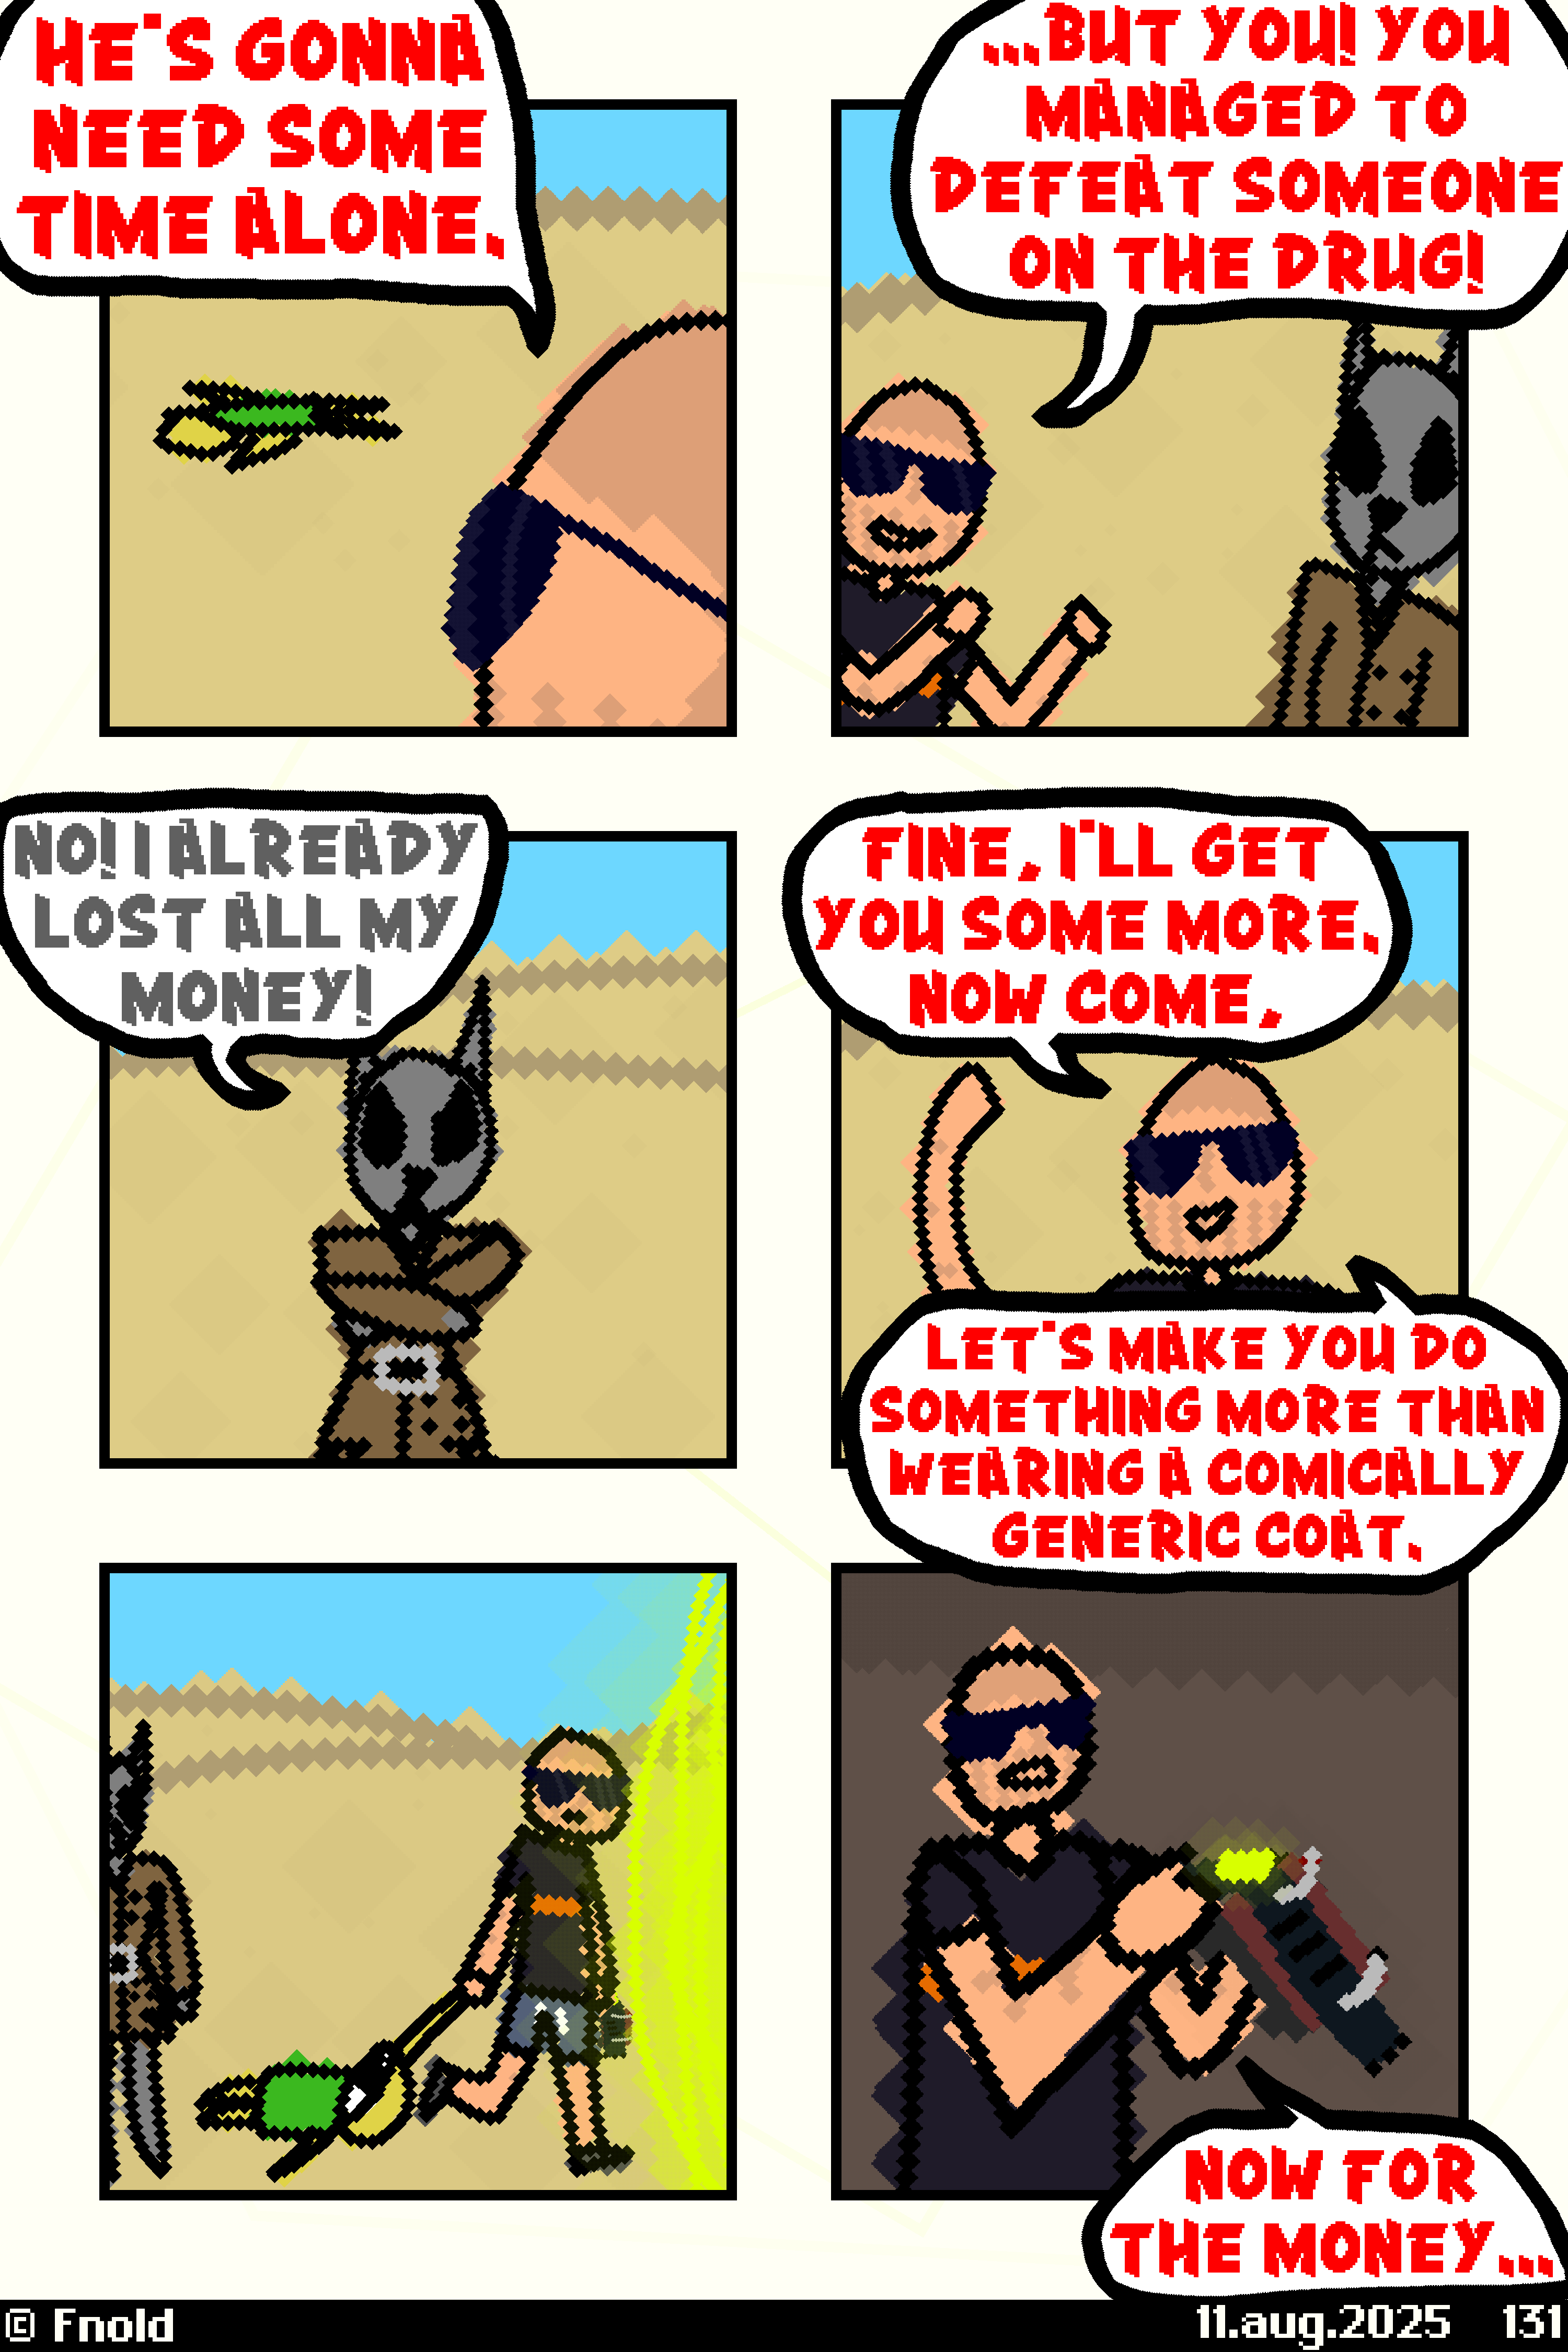 HE'S GONNA
NEED SOME
TIME ALONE.
...BUT YOU! YOU
MANAGED TO
DEFEAT SOMEONE
ON THE DRUG!
NO! I ALREADY
LOST ALL MY
MONEY!
FINE, I'LL GET
YOU SOME MORE.
NOW COME,
LET'S MAKE YOU DO
SOMETHING MORE THAN
WEARING A COMICALLY
GENERIC COAT.
NOW FOR
THE MONEY...
© Fnold
11.aug.2025 131